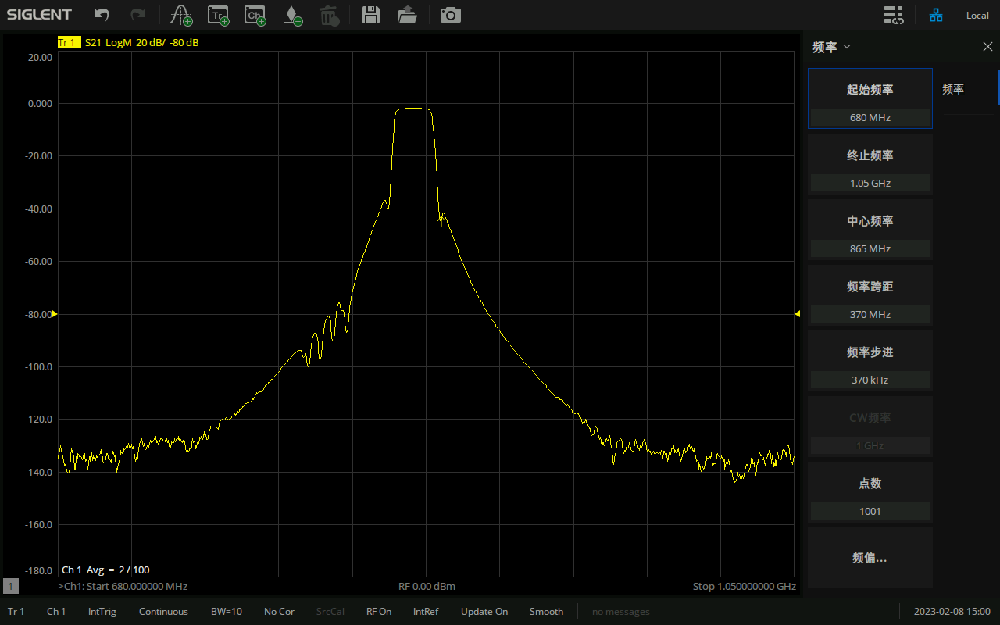 SIGLENT Tr Ch Local
Tr 1 S21 LogM 20 dB/ -80 dB
20.00
0.000
-20.00
-40.00
-60.00
-80.00
-100.0
-120.0
-140.0
-160.0
-180.0
Ch 1 Avg = 2 / 100
1 >Ch1: Start 680.000000 MHz RF 0.00 dBm Stop 1.050000000 GHz
频率
频率
起始频率
680 MHz
终止频率
1.05 GHz
中心频率
865 MHz
频率跨距
370 MHz
频率步进
370 kHz
CW频率
1 GHz
点数
1001
频偏...
Tr 1 Ch 1 IntTrig Continuous BW=10 No Cor SrcCal RF On IntRef Update On Smooth no messages 2023-02-08 15:00